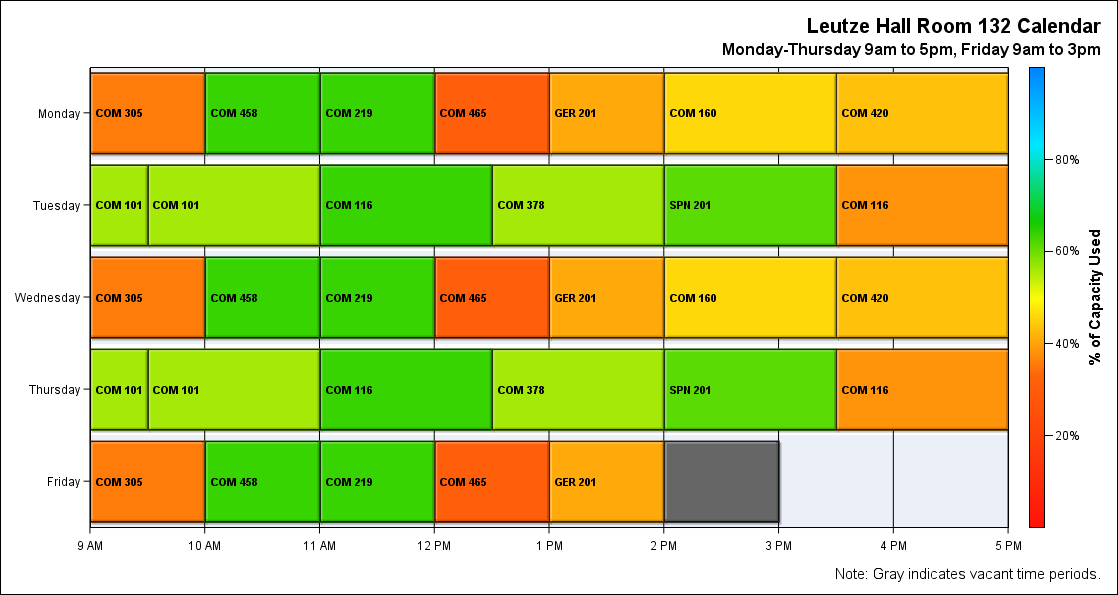 Leutze Hall Room 132 Calendar
Monday-Thursday 9am to 5pm, Friday 9am to 3pm
Monday
COM 305
COM 458
COM 219
COM 465
GER 201
COM 160
COM 420
Tuesday
COM 101
COM 101
COM 116
COM 378
SPN 201
COM 116
Wednesday
COM 305
COM 458
COM 219
COM 465
GER 201
COM 160
COM 420
Thursday
COM 101
COM 101
COM 116
COM 378
SPN 201
COM 116
Friday
COM 305
COM 458
COM 219
COM 465
GER 201
9 AM
10 AM
11 AM
12 PM
1 PM
2 PM
3 PM
4 PM
5 PM
80%
60%
40%
20%
% of Capacity Used
Note: Gray indicates vacant time periods.